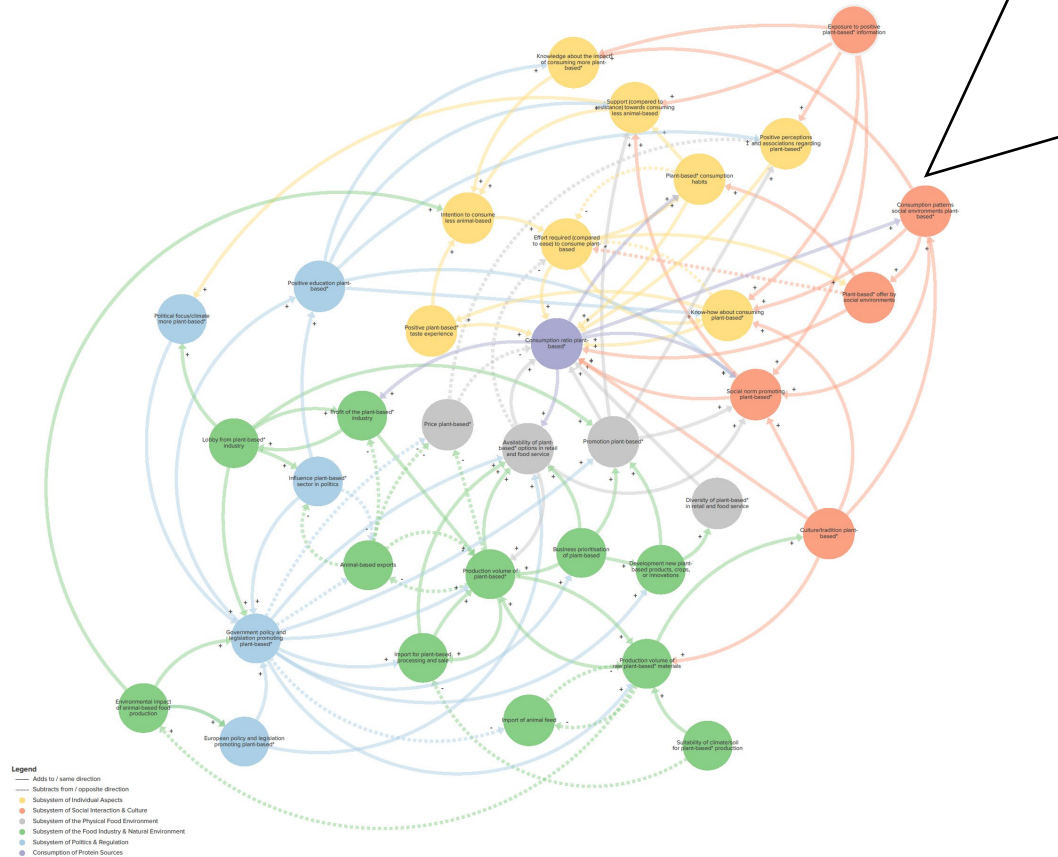 Exposure to positive
plant-based* information
Knowledge about the impact
of consuming more plant-
based*
Support (compared to
resistance) towards consuming
less animal-based
Positive perceptions
and associations regarding
plant-based*
Plant-based* consumption
habits
Consumption patterns
social environments plant-
based*
Intention to consume
less animal-based
Effort required (compared
to ease) to consume plant-
based
Positive education plant-
based*
Plant-based* offer by
social environments
Political focus/climate
more plant-based*
Positive plant-based*
taste experience
Know-how about consuming
plant-based*
Consumption ratio plant-
based*
Social norm promoting
plant-based*
Profit of the plant-based*
industry
Price plant-based*
Lobby from plant-based*
industry
Availability of plant-
based* options in retail
and food service
Promotion plant-based*
Influence plant-based*
sector in politics
Diversity of plant-based*
in retail and food service
Culture/tradition plant-
based*
Animal-based exports
Production volume of
plant-based*
Business prioritisation
of plant-based
Development new plant-
based products, crops,
or innovations
Government policy and
legislation promoting
plant-based*
Import for plant-based,
processing and sale
Production volume of
raw plant-based* materials
Environmental impact
of animal-based food
production
Import of animal feed
European policy and legislation
promoting plant-based*
Suitability of climate/soil
for plant-based* production
Legend
Adds to / same direction
Subtracts from / opposite direction
Subsystem of Individual Aspects
Subsystem of Social Interaction & Culture
Subsystem of the Physical Food Environment
Subsystem of the Food Industry & Natural Environment
Subsystem of Politics & Regulation
Consumption of Protein Sources